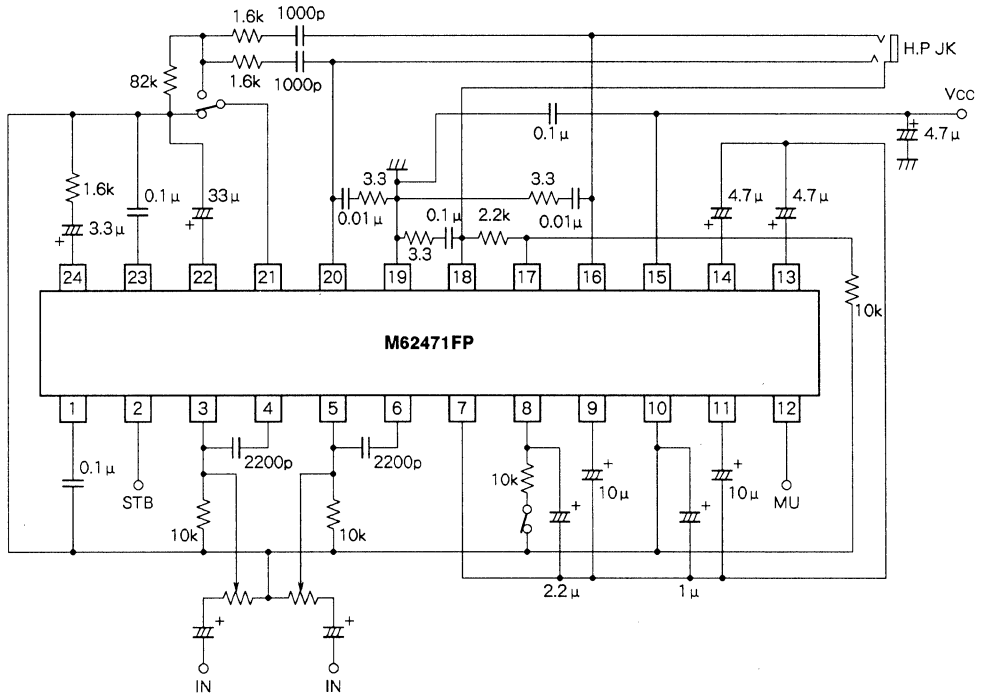 1.6k
1000p
H.P JK
82k
1.6k
1000p
VCC
0.1μ
+
4.7μ
1.6k
0.1μ
33μ
3.3
3.3
4.7μ
4.7μ
+
3.3μ
+
0.01μ
0.1μ
2.2k
0.01μ
+
+
3.3
24
23
22
21
20
19
18
17
16
15
14
13
10k
M62471FP
1
2
3
4
5
6
7
8
9
10
11
12
0.1μ
2200p
2200p
10k
+
10μ
+
10μ
STB
+
+
MU
10k
10k
2.2μ
1μ
+
+
IN
IN